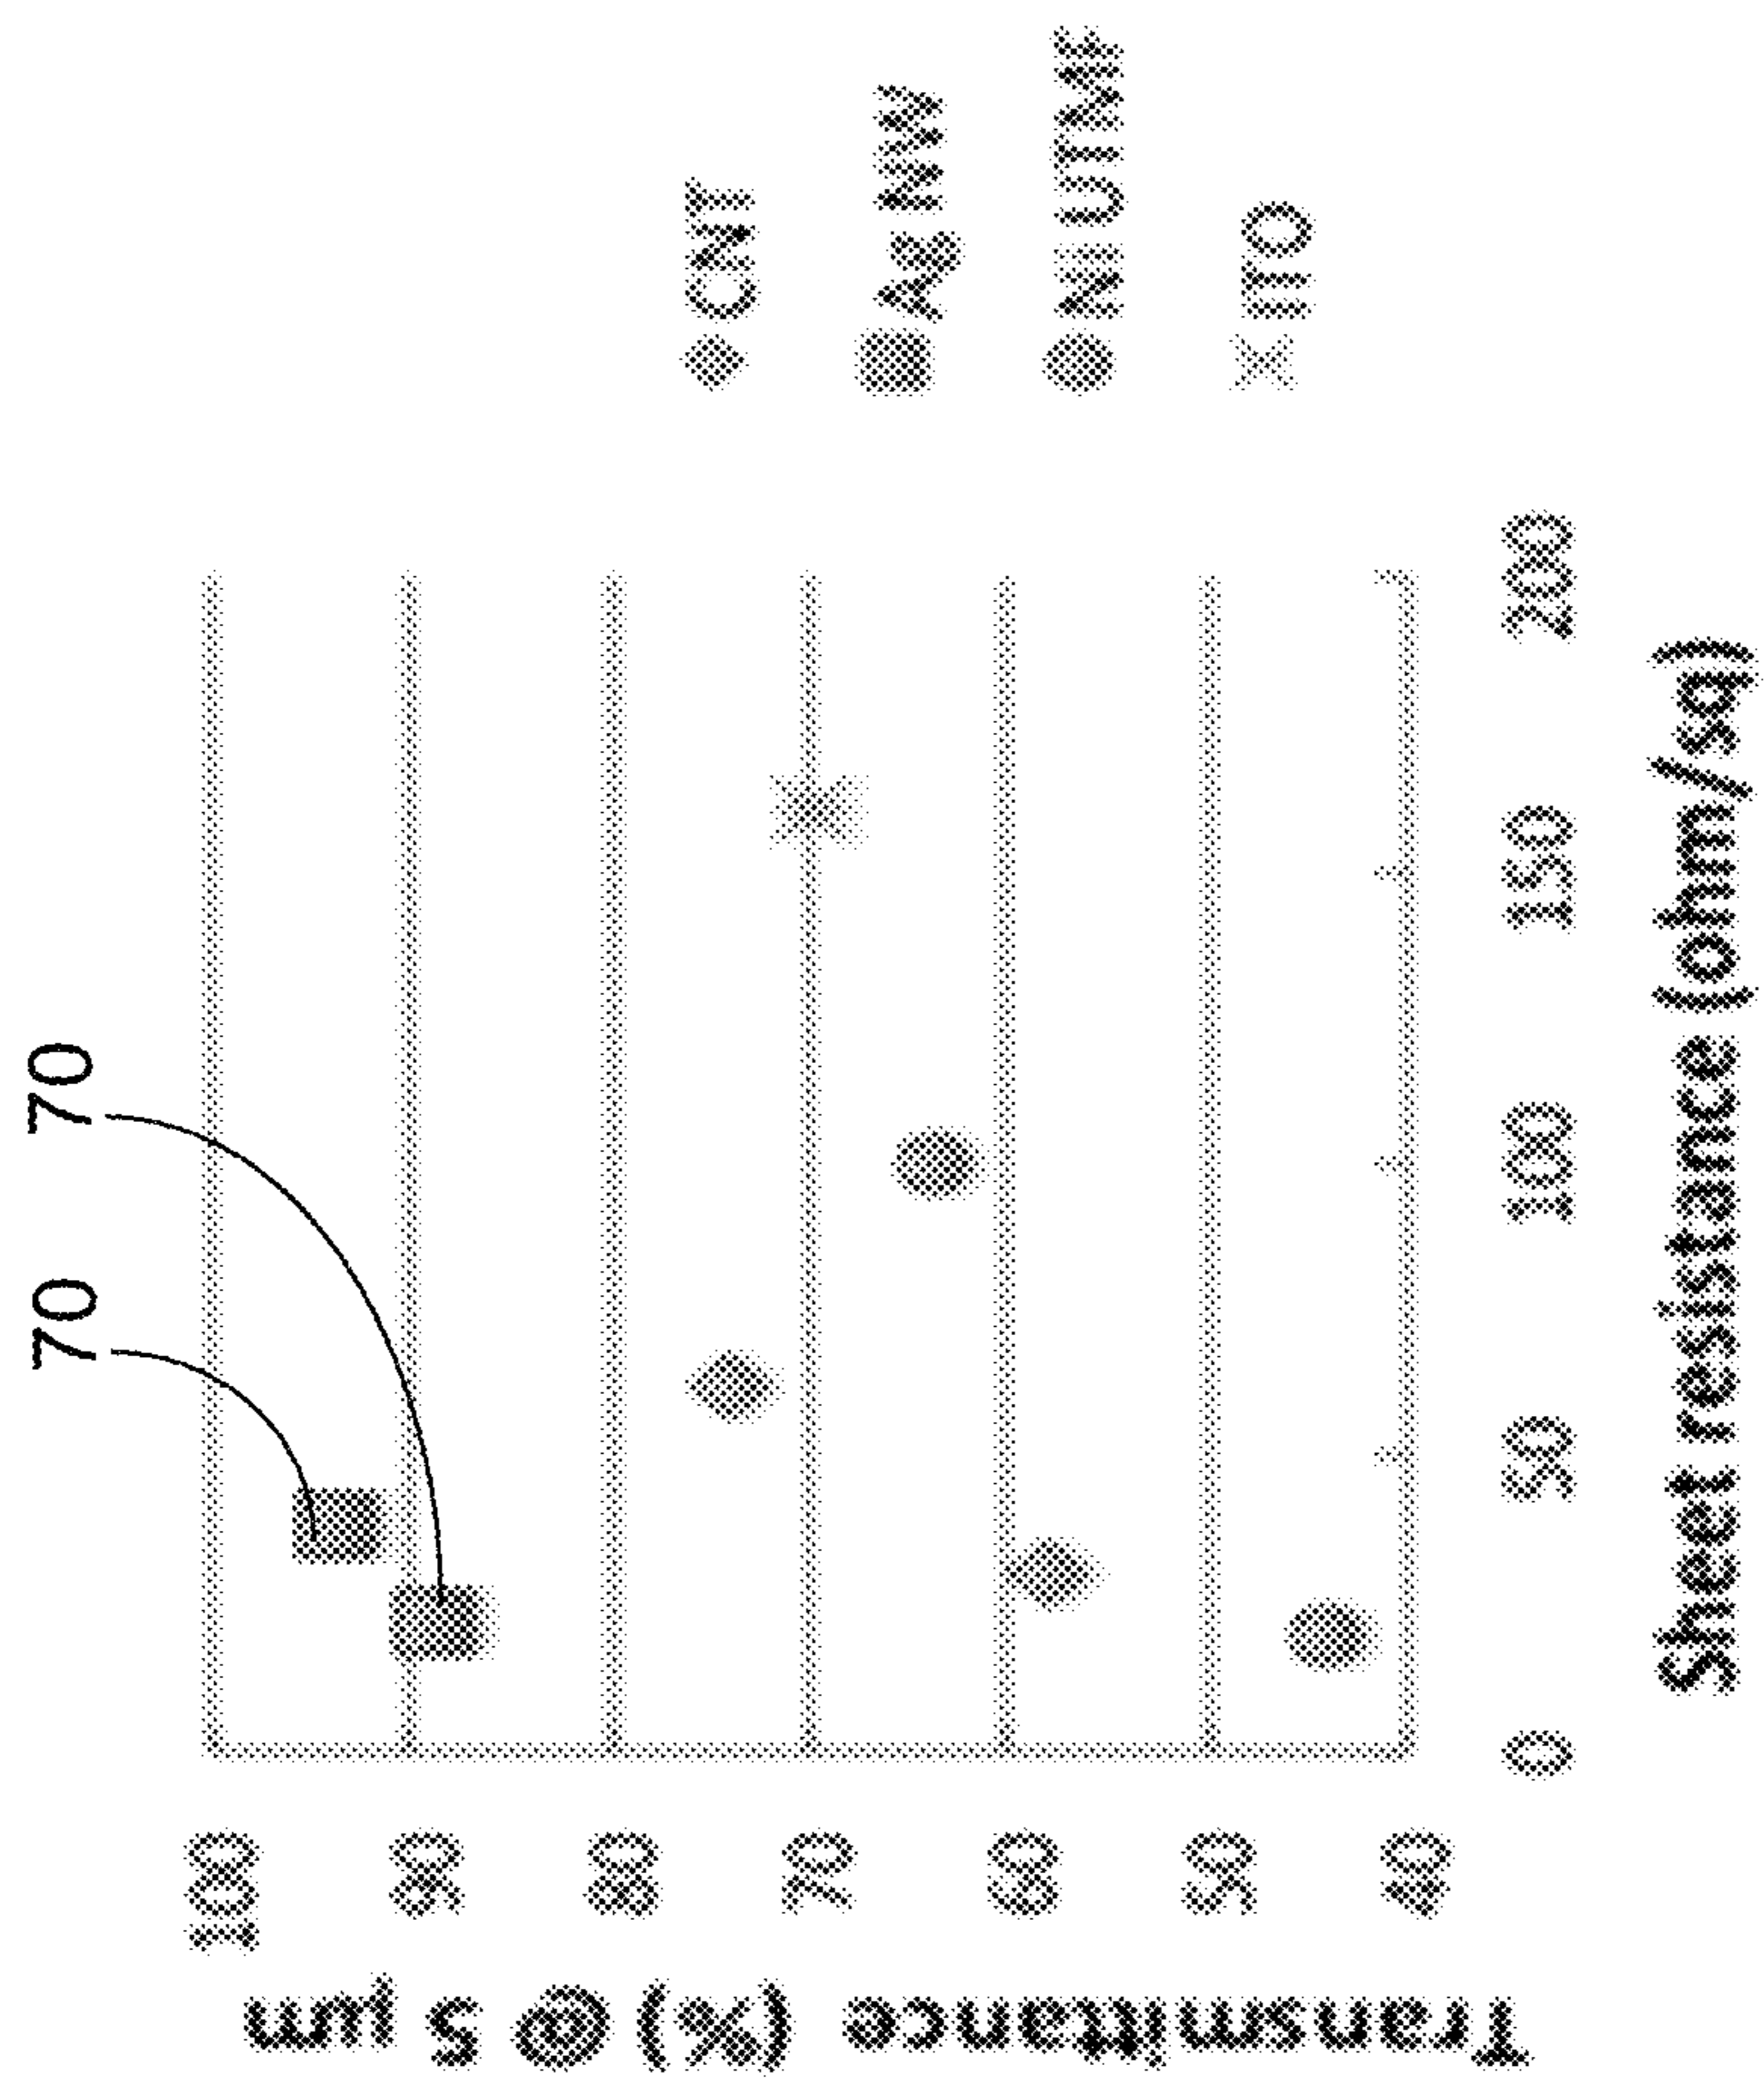 70
70
100
90
80
70
60
50
40
Transmittance (%) @ 5 µm
0
50
100
150
200
Sheet resistance (ohm/sq)
CNT
Ag NW
Ni UTMF
ITO